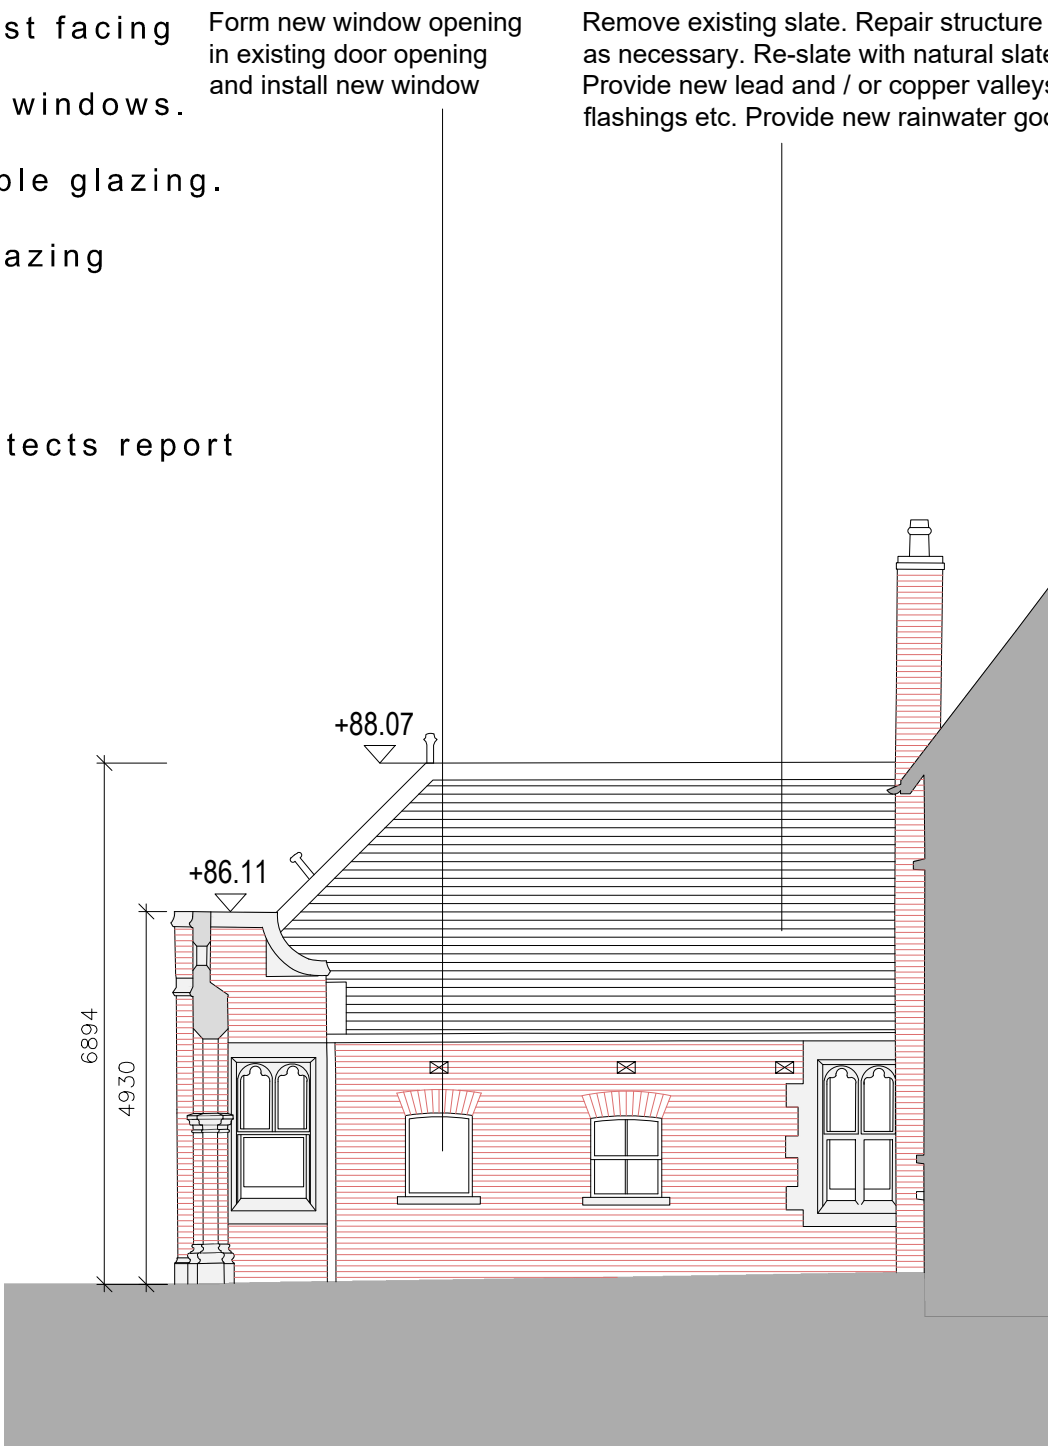 st facing
windows.
ble glazing.
azing
tects report
Form new window opening
in existing door opening
and install new window
Remove existing slate. Repair structure
as necessary. Re-slate with natural slate
Provide new lead and / or copper valleys
flashings etc. Provide new rainwater goo
+88.07
+86.11
6894
4930